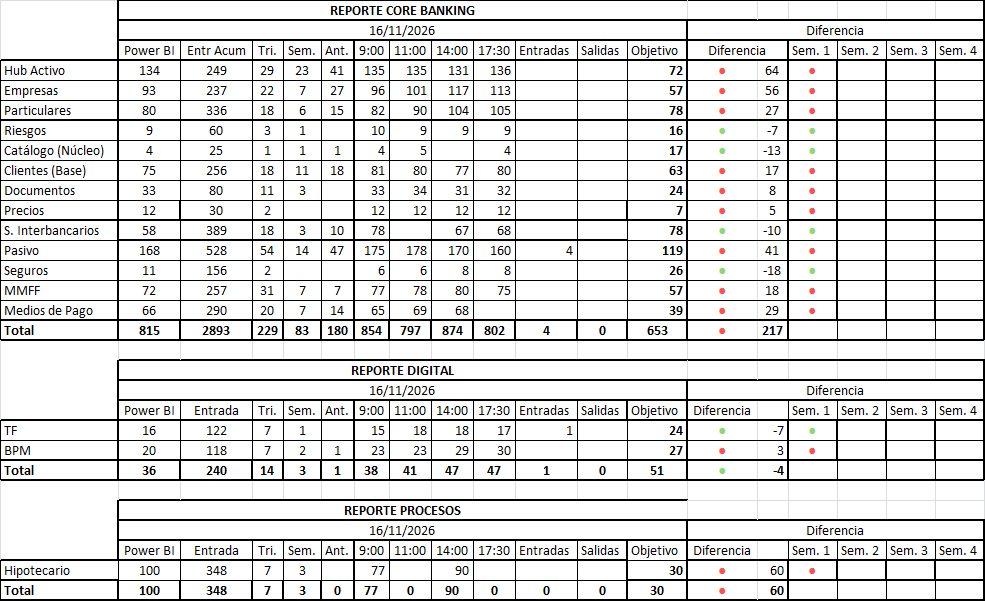 REPORTE CORE BANKING
16/11/2026 Diferencia
Power BI Entr Acum Tri. Sem. Ant. 9:00 11:00 14:00 17:30 Entradas Salidas Objetivo Diferencia Sem. 1 Sem. 2 Sem. 3 Sem. 4
Hub Activo 134 249 29 23 41 135 135 131 136 72 64
Empresas 93 237 22 7 27 96 101 117 113 57 56
Particulares 80 336 18 6 15 82 90 104 105 78 27
Riesgos 9 60 3 1 10 9 9 9 16 -7
Catálogo (Núcleo) 4 25 1 1 1 4 5 4 17 -13
Clientes (Base) 75 256 18 11 18 81 80 77 80 63 17
Documentos 33 80 11 3 33 34 31 32 24 8
Precios 12 30 2 12 12 12 12 7 5
S. Interbancarios 58 389 18 3 10 78 67 68 78 -10
Pasivo 168 528 54 14 47 175 178 170 160 4 119 41
Seguros 11 156 2 6 6 8 8 26 -18
MMFF 72 257 31 7 7 77 78 80 75 57 18
Medios de Pago 66 290 20 7 14 65 69 68 39 29
Total 815 2893 229 83 180 854 797 874 802 4 0 653 217
REPORTE DIGITAL
16/11/2026 Diferencia
Power BI Entrada Tri. Sem. Ant. 9:00 11:00 14:00 17:30 Entradas Salidas Objetivo Diferencia Sem. 1 Sem. 2 Sem. 3 Sem. 4
TF 16 122 7 1 15 18 18 17 1 24 -7
BPM 20 118 7 2 1 23 23 29 30 27 3
Total 36 240 14 3 1 38 41 47 47 1 0 51 -4
REPORTE PROCESOS
16/11/2026 Diferencia
Power BI Entrada Tri. Sem. Ant. 9:00 11:00 14:00 17:30 Entradas Salidas Objetivo Diferencia Sem. 1 Sem. 2 Sem. 3 Sem. 4
Hipotecario 100 348 7 3 77 90 30 60
Total 100 348 7 3 0 77 0 90 0 0 0 30 60